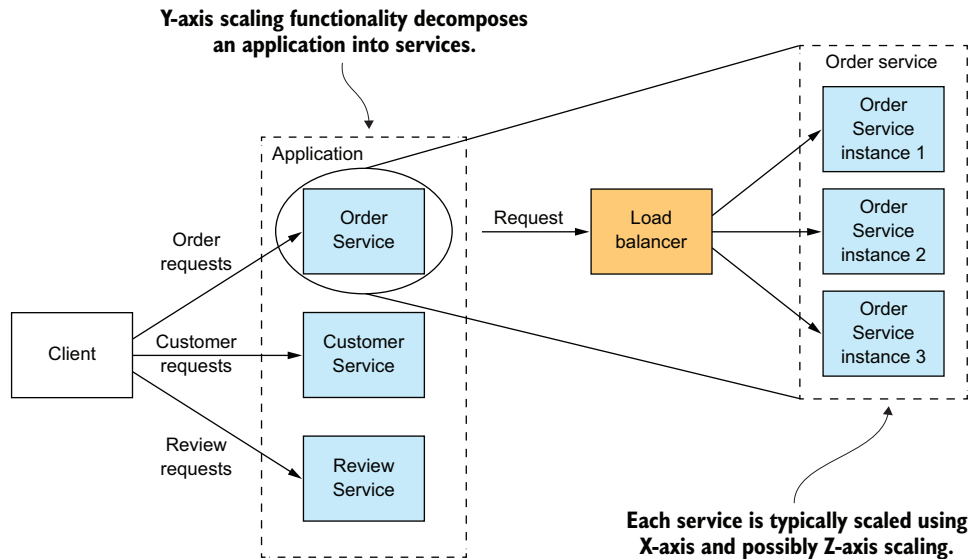 Y-axis scaling functionality decomposes
an application into services.
Application
Order
Service
Order
requests
Client
Customer
requests
Customer
Service
Review
requests
Review
Service
Request
Load
balancer
Order service
Order
Service
instance 1
Order
Service
instance 2
Order
Service
instance 3
Each service is typically scaled using
X-axis and possibly Z-axis scaling.